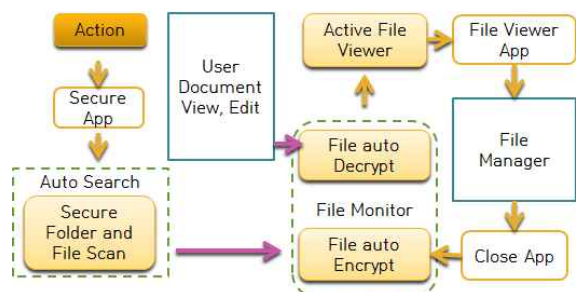 Action
Secure
App
Auto Search
Secure
Folder and
File Scan
User
Document
View, Edit
Active File
Viewer
File auto
Decrypt
File Monitor
File auto
Encrypt
File Viewer
App
File
Manager
Close App